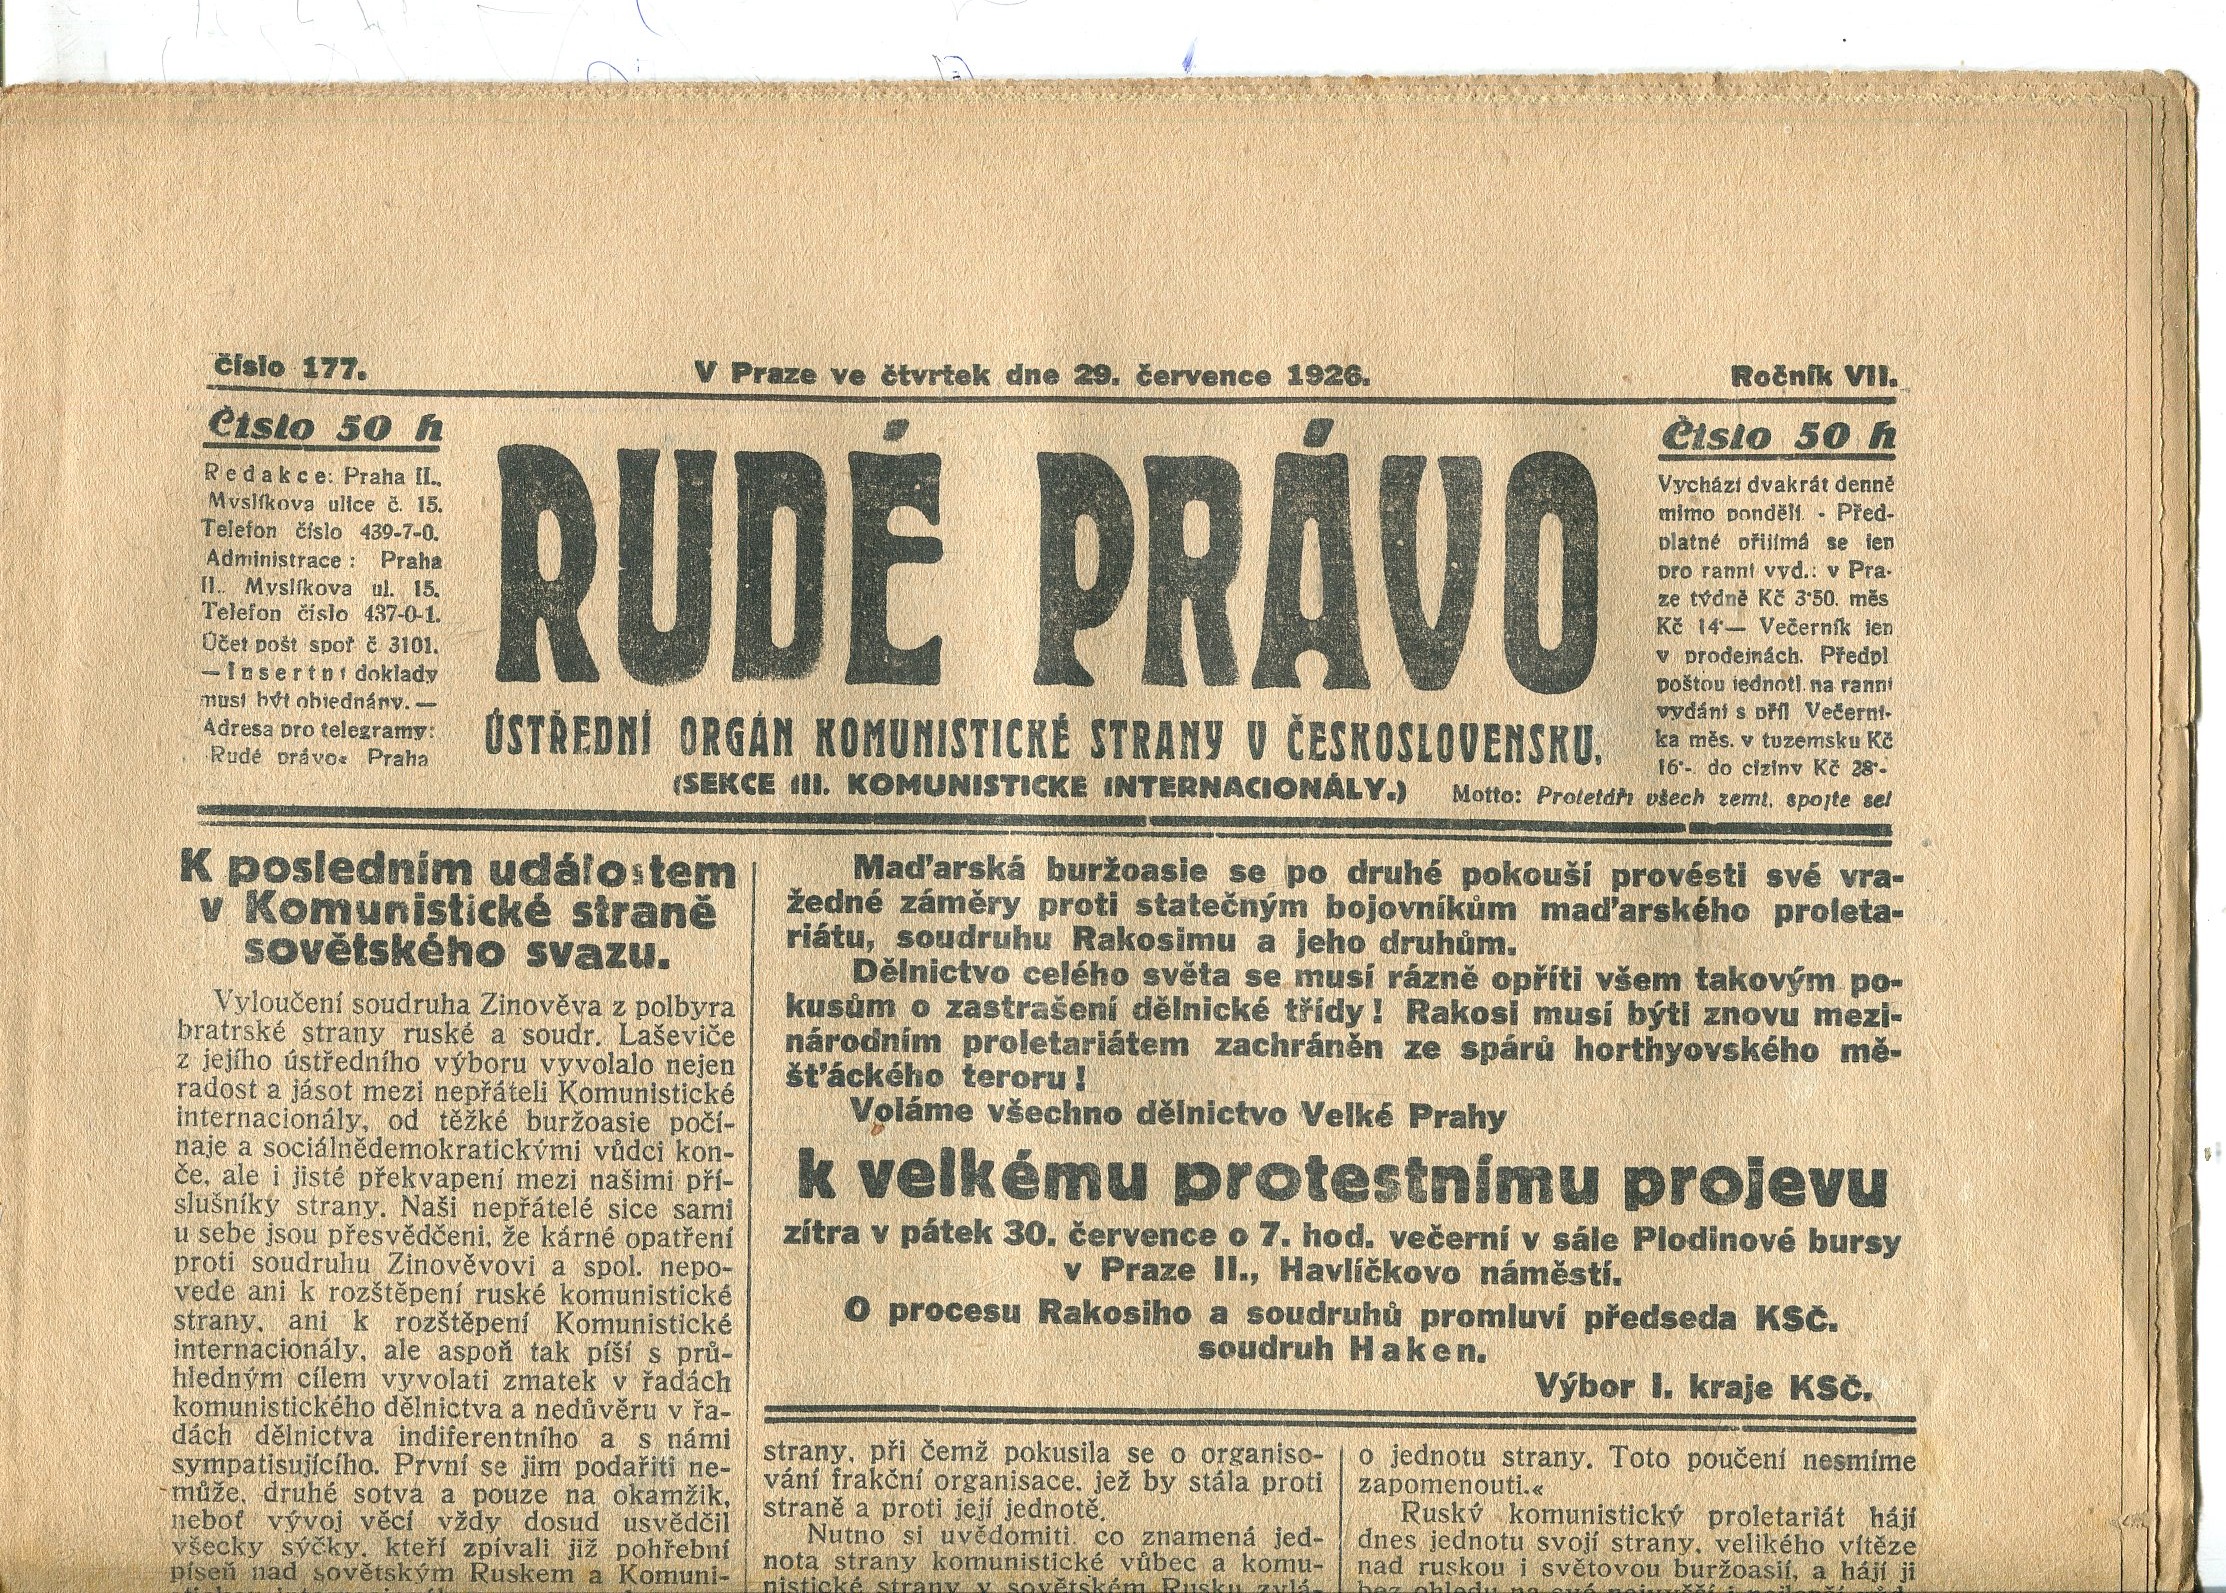 Číslo 177.
V Praze ve čtvrtek dne 29. července 1926.
Ročník VII.
Číslo 50 h
Redakce: Praha II.,
Myslíkova ulice č. 15.
Telefon číslo 439-7-0.
Administrace: Praha
II., Myslíkova ul. 15.
Telefon číslo 437-0-1.
Účet pošt spoř č 3101.
— Insertní doklady
musí být objednány. —
Adresa pro telegramy:
Rudé právo« Praha
RUDÉ PRÁVO
ÚSTŘEDNÍ ORGÁN KOMUNISTICKÉ STRANY V ČESKOSLOVENSKU,
(SEKCE III. KOMUNISTICKÉ INTERNACIONÁLY.)
Motto: Proletáři všech zemí, spojte se!
Číslo 50 h
Vychází dvakrát denně
mimo pondělí. - Před-
platné přijímá se jen
pro ranní vyd.: v Pra-
ze týdně Kč 3·50. měs
Kč 14·— Večerník jen
v prodejnách. Předpl
poštou jednotl. na ranní
vydání s příl Večerní-
ka měs. v tuzemsku Kč
16·-. do ciziny Kč 28·-
K posledním událostem
v Komunistické straně
sovětského svazu.
Vyloučení soudruha Zinověva z polbyra
bratrské strany ruské a soudr. Laševiče
z jejího ústředního výboru vyvolalo nejen
radost a jásot mezi nepřáteli Komunistické
internacionály, od těžké buržoasie počí-
naje a sociálnědemokratickými vůdci kon-
če, ale i jisté překvapení mezi našimi pří-
slušníky strany. Naši nepřátelé sice sami
u sebe jsou přesvědčeni, že kárné opatření
proti soudruhu Zinověvovi a spol. nepo-
vede ani k rozštěpení ruské komunistické
strany, ani k rozštěpení Komunistické
internacionály, ale aspoň tak píší s prů-
hledným cílem vyvolati zmatek v řadách
komunistického dělnictva a nedůvěru v řa-
dách dělnictva indiferentního a s námi
sympatisujícího. První se jim podařiti ne-
může, druhé sotva a pouze na okamžik,
neboť vývoj věcí vždy dosud usvědčil
všecky sýčky, kteří zpívali již pohřební
píseň nad sovětským Ruskem a Komuni-
Maďarská buržoasie se po druhé pokouší provésti své vra-
žedné záměry proti statečným bojovníkům maďarského proleta-
riátu, soudruhu Rakosimu a jeho druhům.
Dělnictvo celého světa se musí rázně opříti všem takovým po-
kusům o zastrašení dělnické třídy! Rakosi musí býti znovu mezi-
národním proletariátem zachráněn ze spárů horthyovského mě-
šťáckého teroru!
Voláme všechno dělnictvo Velké Prahy
k velkému protestnímu projevu
zítra v pátek 30. července o 7. hod. večerní v sále Plodinové bursy
v Praze II., Havlíčkovo náměstí.
O procesu Rakosiho a soudruhů promluví předseda KSČ.
soudruh Haken.
Výbor I. kraje KSČ.
strany, při čemž pokusila se o organiso-
vání frakční organisace, jež by stála proti
straně a proti její jednotě.
Nutno si uvědomiti, co znamená jed-
nota strany komunistické vůbec a komu-
nistické strany v sovětském Rusku zvlá-
o jednotu strany. Toto poučení nesmíme
zapomenouti.«
Ruský komunistický proletariát hájí
dnes jednotu svojí strany, velikého vítěze
nad ruskou i světovou buržoasií, a hájí ji